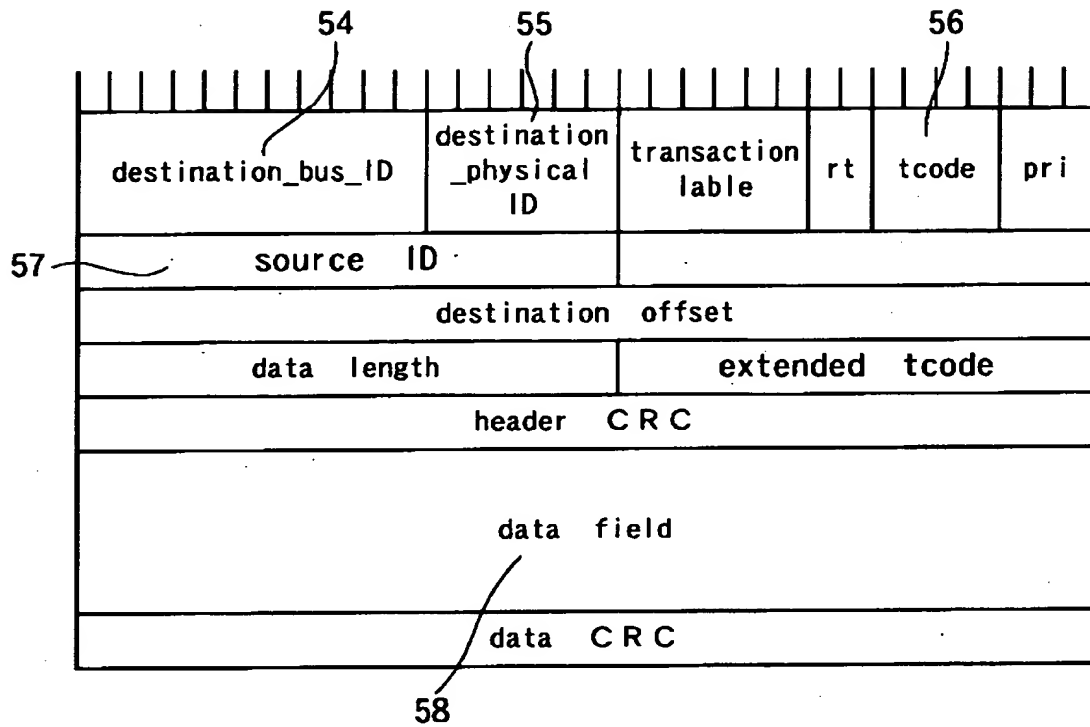 54
55
56
destination_bus_ID
destination
_physical
ID
transaction
lable
rt
tcode
pri
57
source ID
destination offset
data length
extended tcode
header CRC
data field
data CRC
58